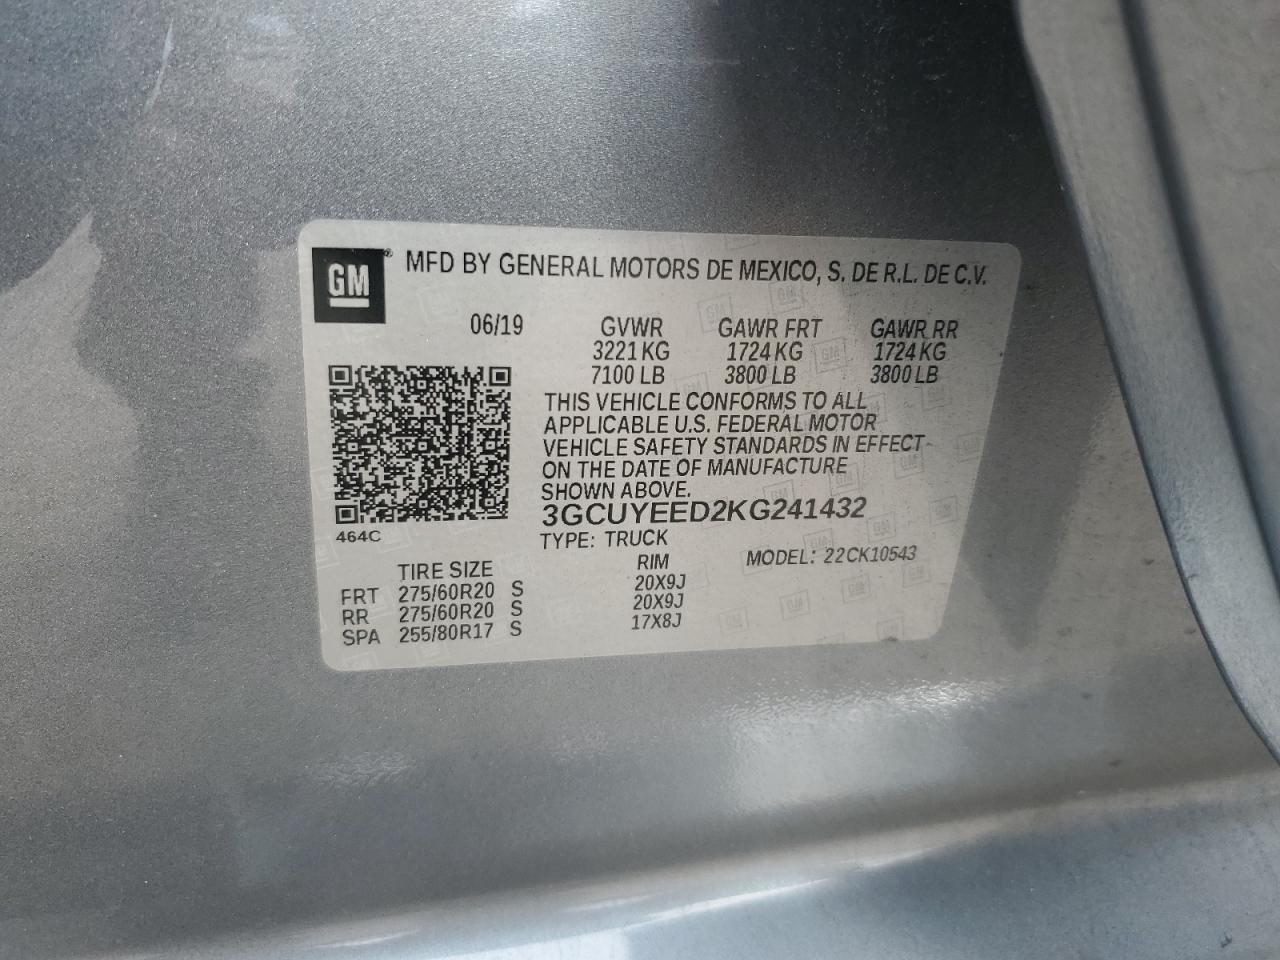 GM ® MFD BY GENERAL MOTORS DE MEXICO, S. DE R.L. DE C.V.
06/19 GVWR GAWR FRT GAWR RR
3221 KG 1724 KG 1724 KG
7100 LB 3800 LB 3800 LB
THIS VEHICLE CONFORMS TO ALL
APPLICABLE U.S. FEDERAL MOTOR
VEHICLE SAFETY STANDARDS IN EFFECT
ON THE DATE OF MANUFACTURE
SHOWN ABOVE.
3GCUYEED2KG241432
464C
TYPE: TRUCK MODEL: 22CK10543
TIRE SIZE RIM
FRT 275/60R20 S 20X9J
RR 275/60R20 S 20X9J
SPA 255/80R17 S 17X8J